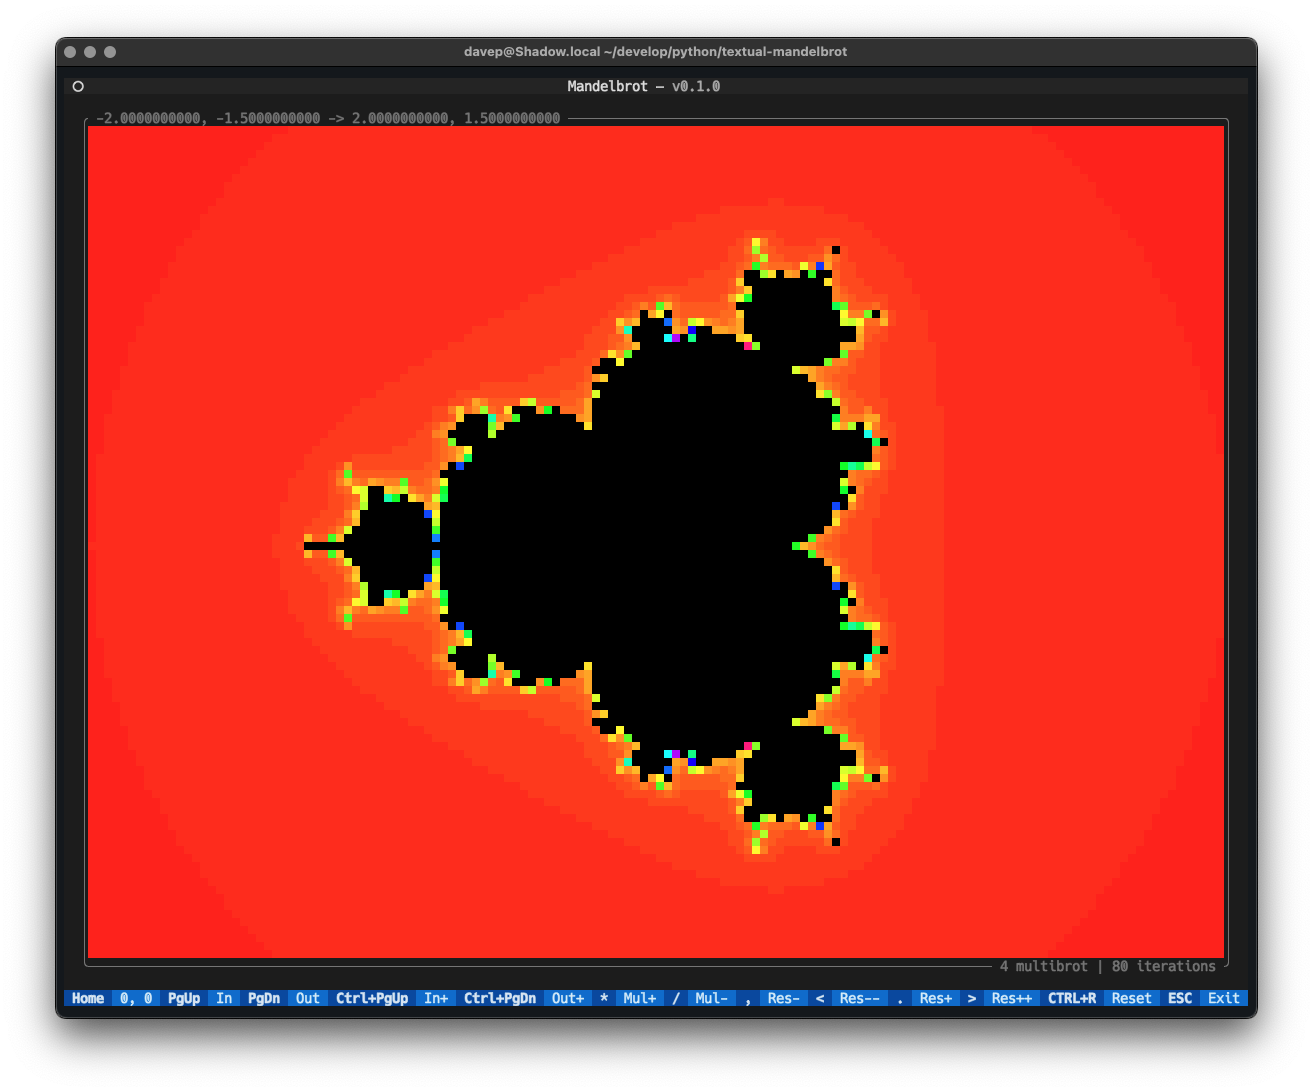 davep@Shadow.local ~/develop/python/textual-mandelbrot
Mandelbrot — v0.1.0
-2.0000000000, -1.5000000000 -> 2.0000000000, 1.5000000000
4 multibrot | 80 iterations
Home 0, 0 PgUp In PgDn Out Ctrl+PgUp In+ Ctrl+PgDn Out+ * Mul+ / Mul- , Res- < Res-- . Res+ > Res++ CTRL+R Reset ESC Exit